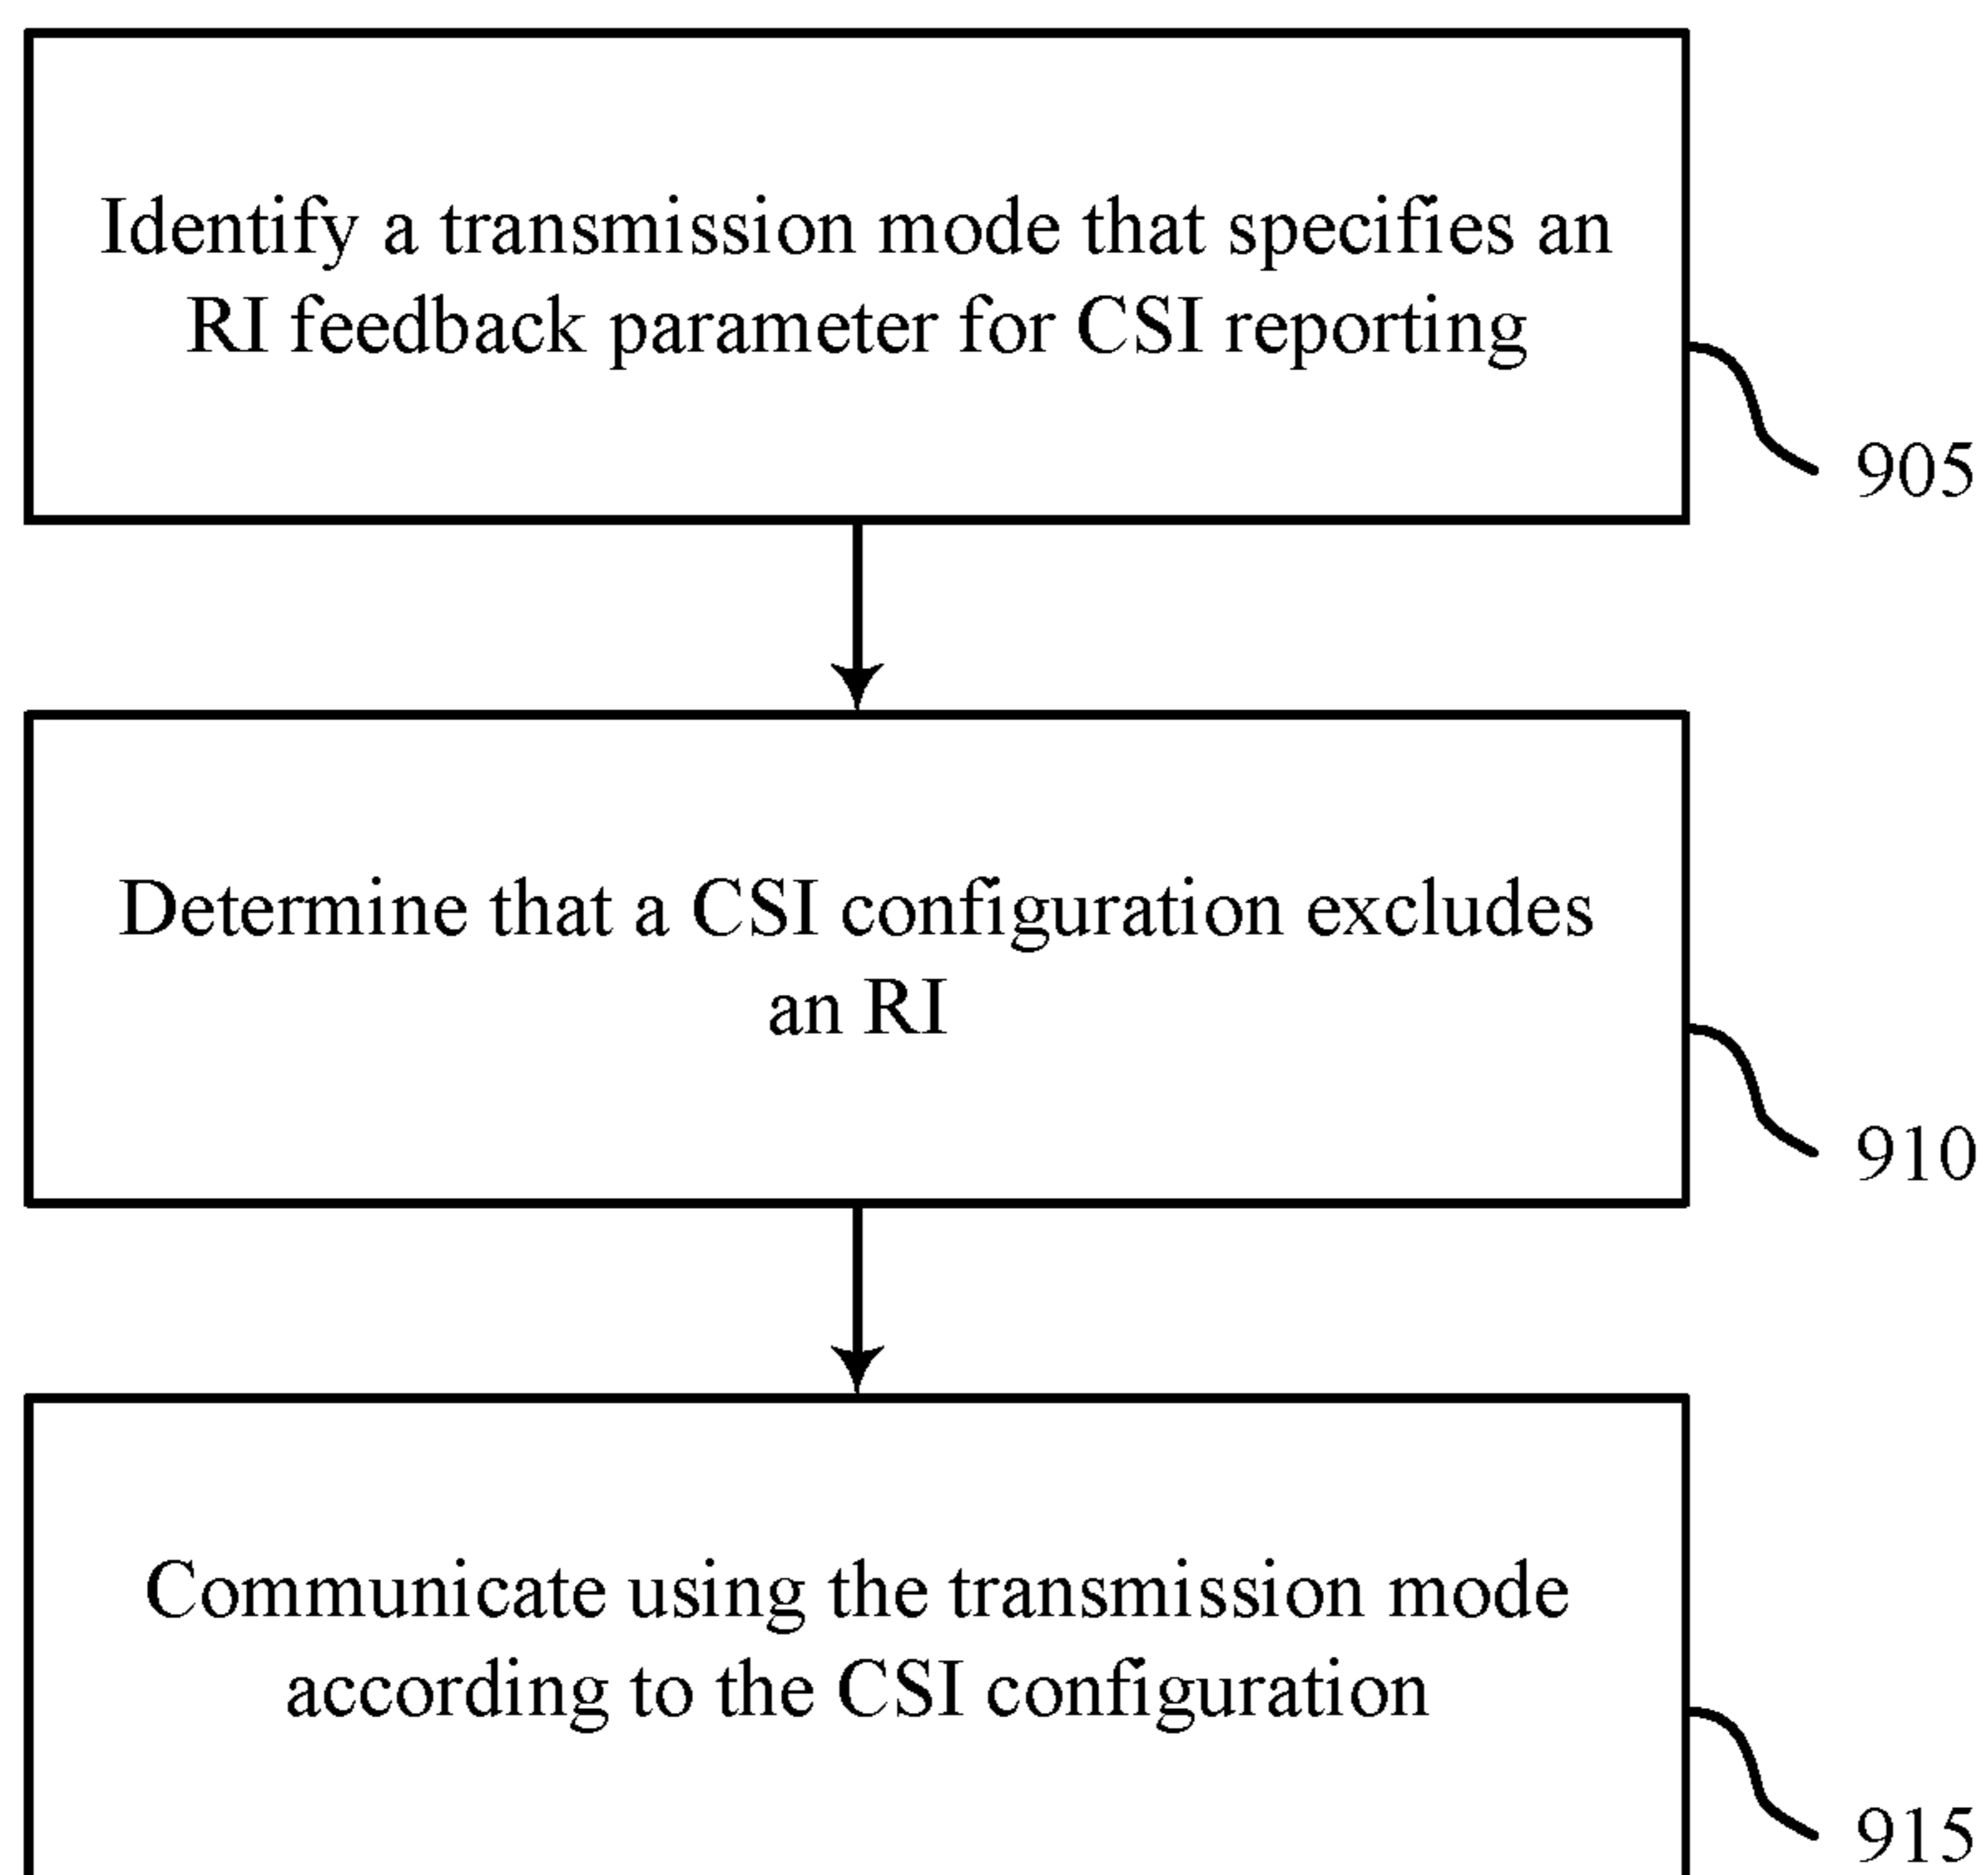 Identify a transmission mode that specifies an
RI feedback parameter for CSI reporting
905
Determine that a CSI configuration excludes
an RI
910
Communicate using the transmission mode
according to the CSI configuration
915